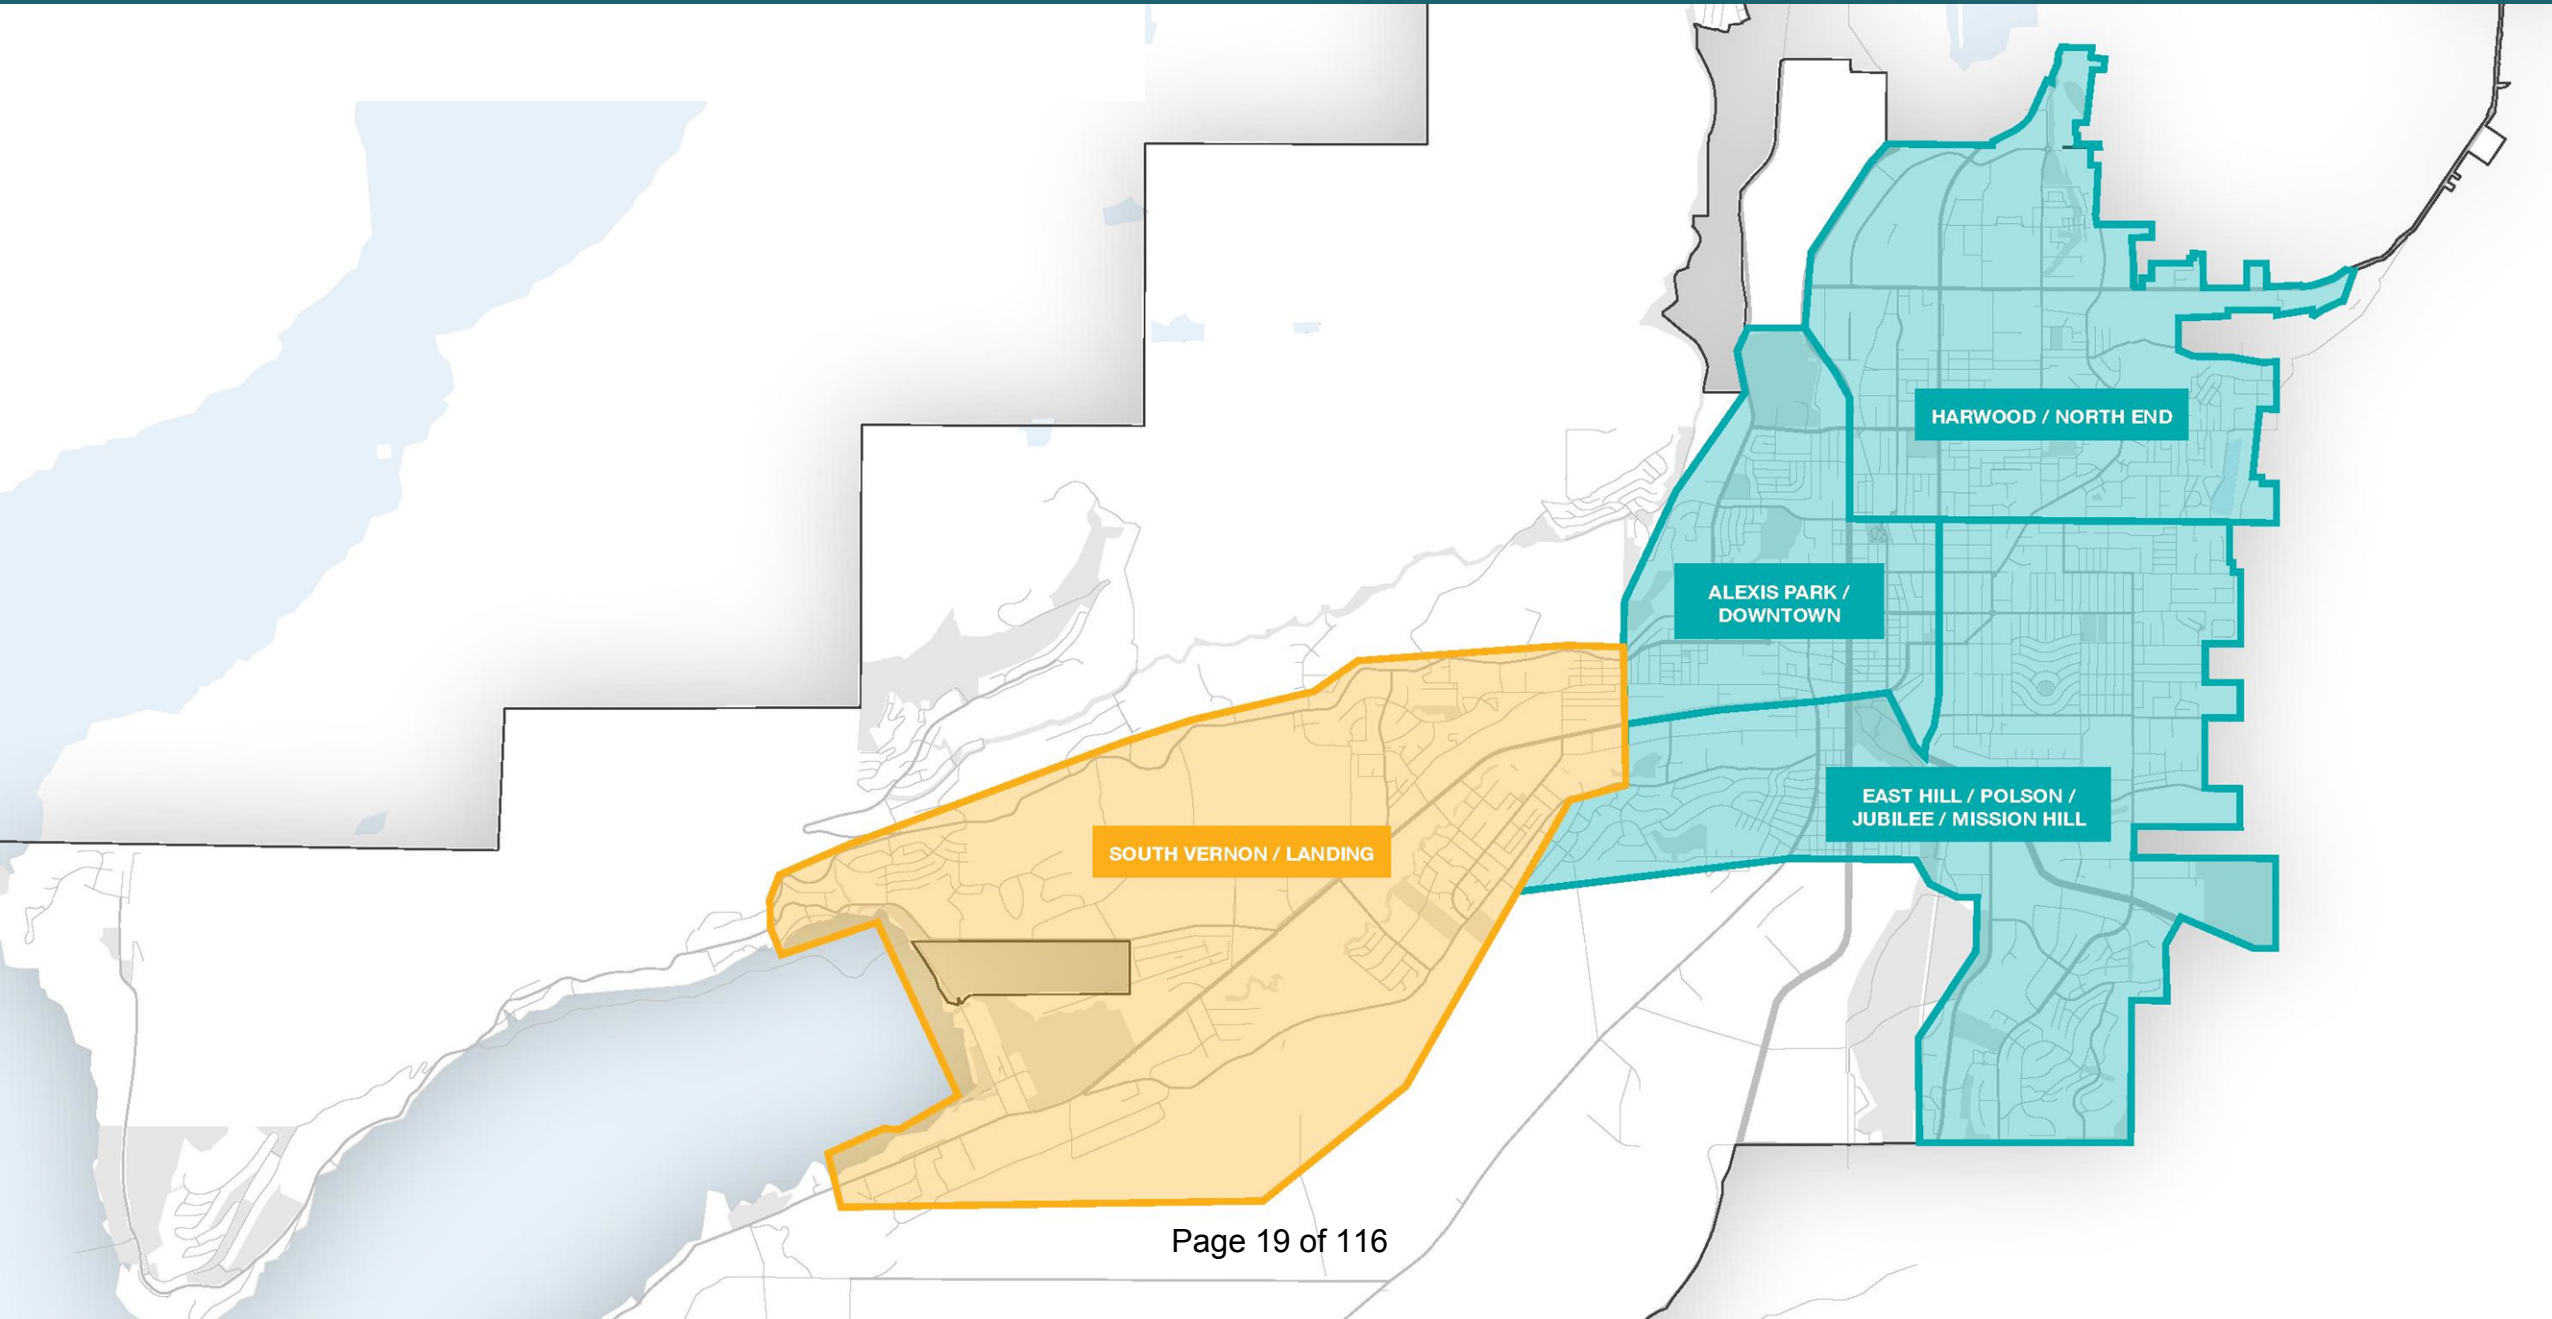 HARWOOD / NORTH END
ALEXIS PARK /
DOWNTOWN
EAST HILL / POLSON /
JUBILEE / MISSION HILL
SOUTH VERNON / LANDING
Page 19 of 116